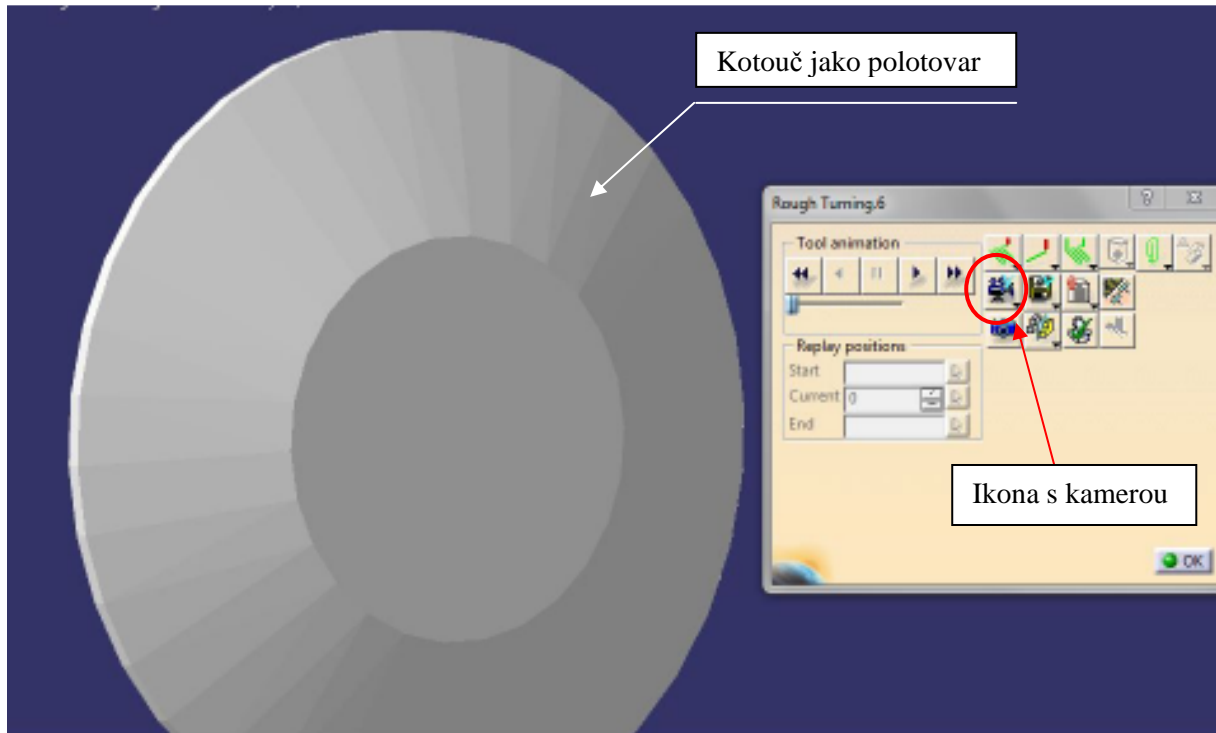 Kotouč jako polotovar
Rough Turning.6
Tool animation
Replay positions
Start
Current 0
End
Ikona s kamerou
OK